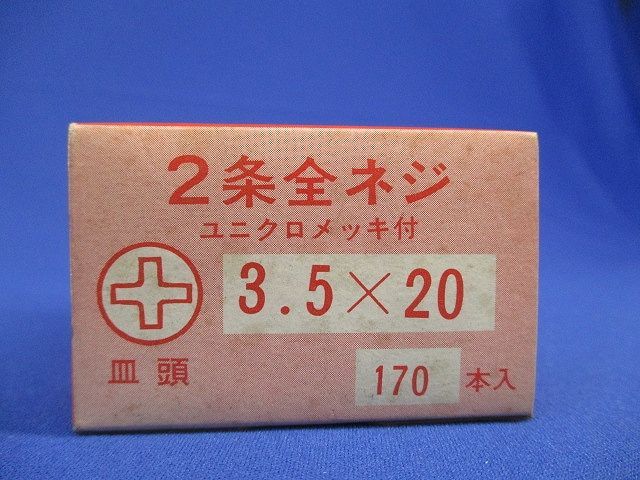 2条全ネジ
ユニクロメッキ付
3.5×20
皿頭
170 本入